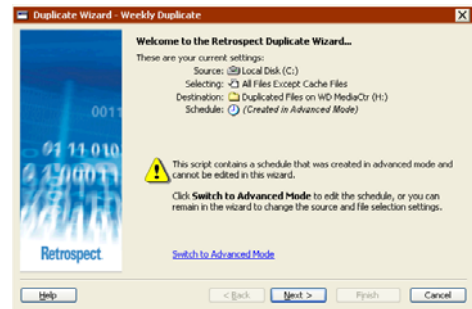 Duplicate Wizard - Weekly Duplicate
Welcome to the Retrospect Duplicate Wizard...
These are your current settings:
Source: Local Disk (C:)
Selecting: All Files Except Cache Files
Destination: Duplicated Files on WD MediaCtr (H:)
Schedule: (Created in Advanced Mode)
This script contains a schedule that was created in advanced mode and
cannot be edited in this wizard.
Click Switch to Advanced Mode to edit the schedule, or you can
remain in the wizard to change the source and file selection settings.
Retrospect
Switch to Advanced Mode
Help
< Back
Next >
Finish
Cancel